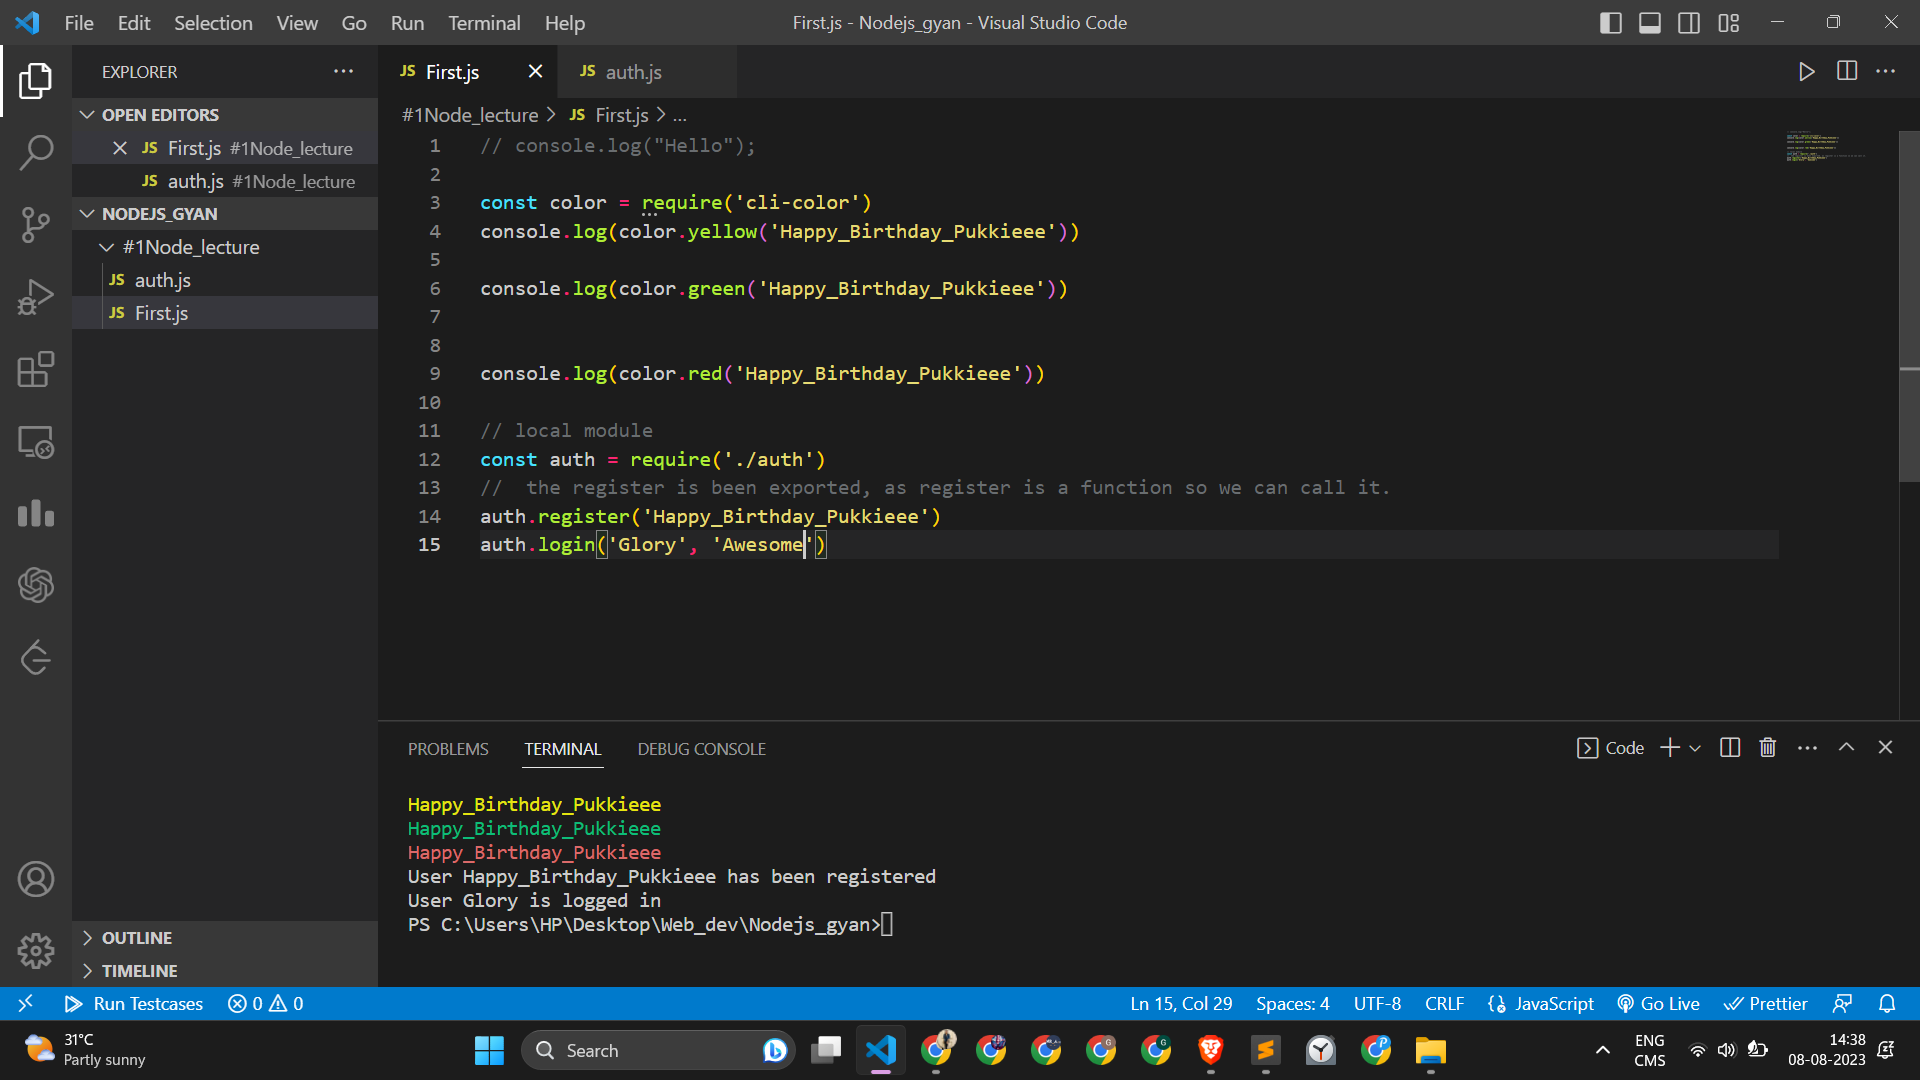 File Edit Selection View Go Run Terminal Help
First.js - Nodejs_gyan - Visual Studio Code
EXPLORER
OPEN EDITORS
JS First.js #1Node_lecture
JS auth.js #1Node_lecture
NODEJS_GYAN
#1Node_lecture
JS auth.js
JS First.js
OUTLINE
TIMELINE
JS First.js JS auth.js
#1Node_lecture > JS First.js > ...
1 // console.log("Hello");
2
3 const color = require('cli-color')
4 console.log(color.yellow('Happy_Birthday_Pukkieee'))
5
6 console.log(color.green('Happy_Birthday_Pukkieee'))
7
8
9 console.log(color.red('Happy_Birthday_Pukkieee'))
10
11 // local module
12 const auth = require('./auth')
13 //  the register is been exported, as register is a function so we can call it.
14 auth.register('Happy_Birthday_Pukkieee')
15 auth.login('Glory', 'Awesome')
PROBLEMS TERMINAL DEBUG CONSOLE
Code
Happy_Birthday_Pukkieee
Happy_Birthday_Pukkieee
Happy_Birthday_Pukkieee
User Happy_Birthday_Pukkieee has been registered
User Glory is logged in
PS C:\Users\HP\Desktop\Web_dev\Nodejs_gyan>
Run Testcases 0 0
Ln 15, Col 29 Spaces: 4 UTF-8 CRLF JavaScript Go Live Prettier
31°C
Partly sunny
Search
ENG
CMS
14:38
08-08-2023